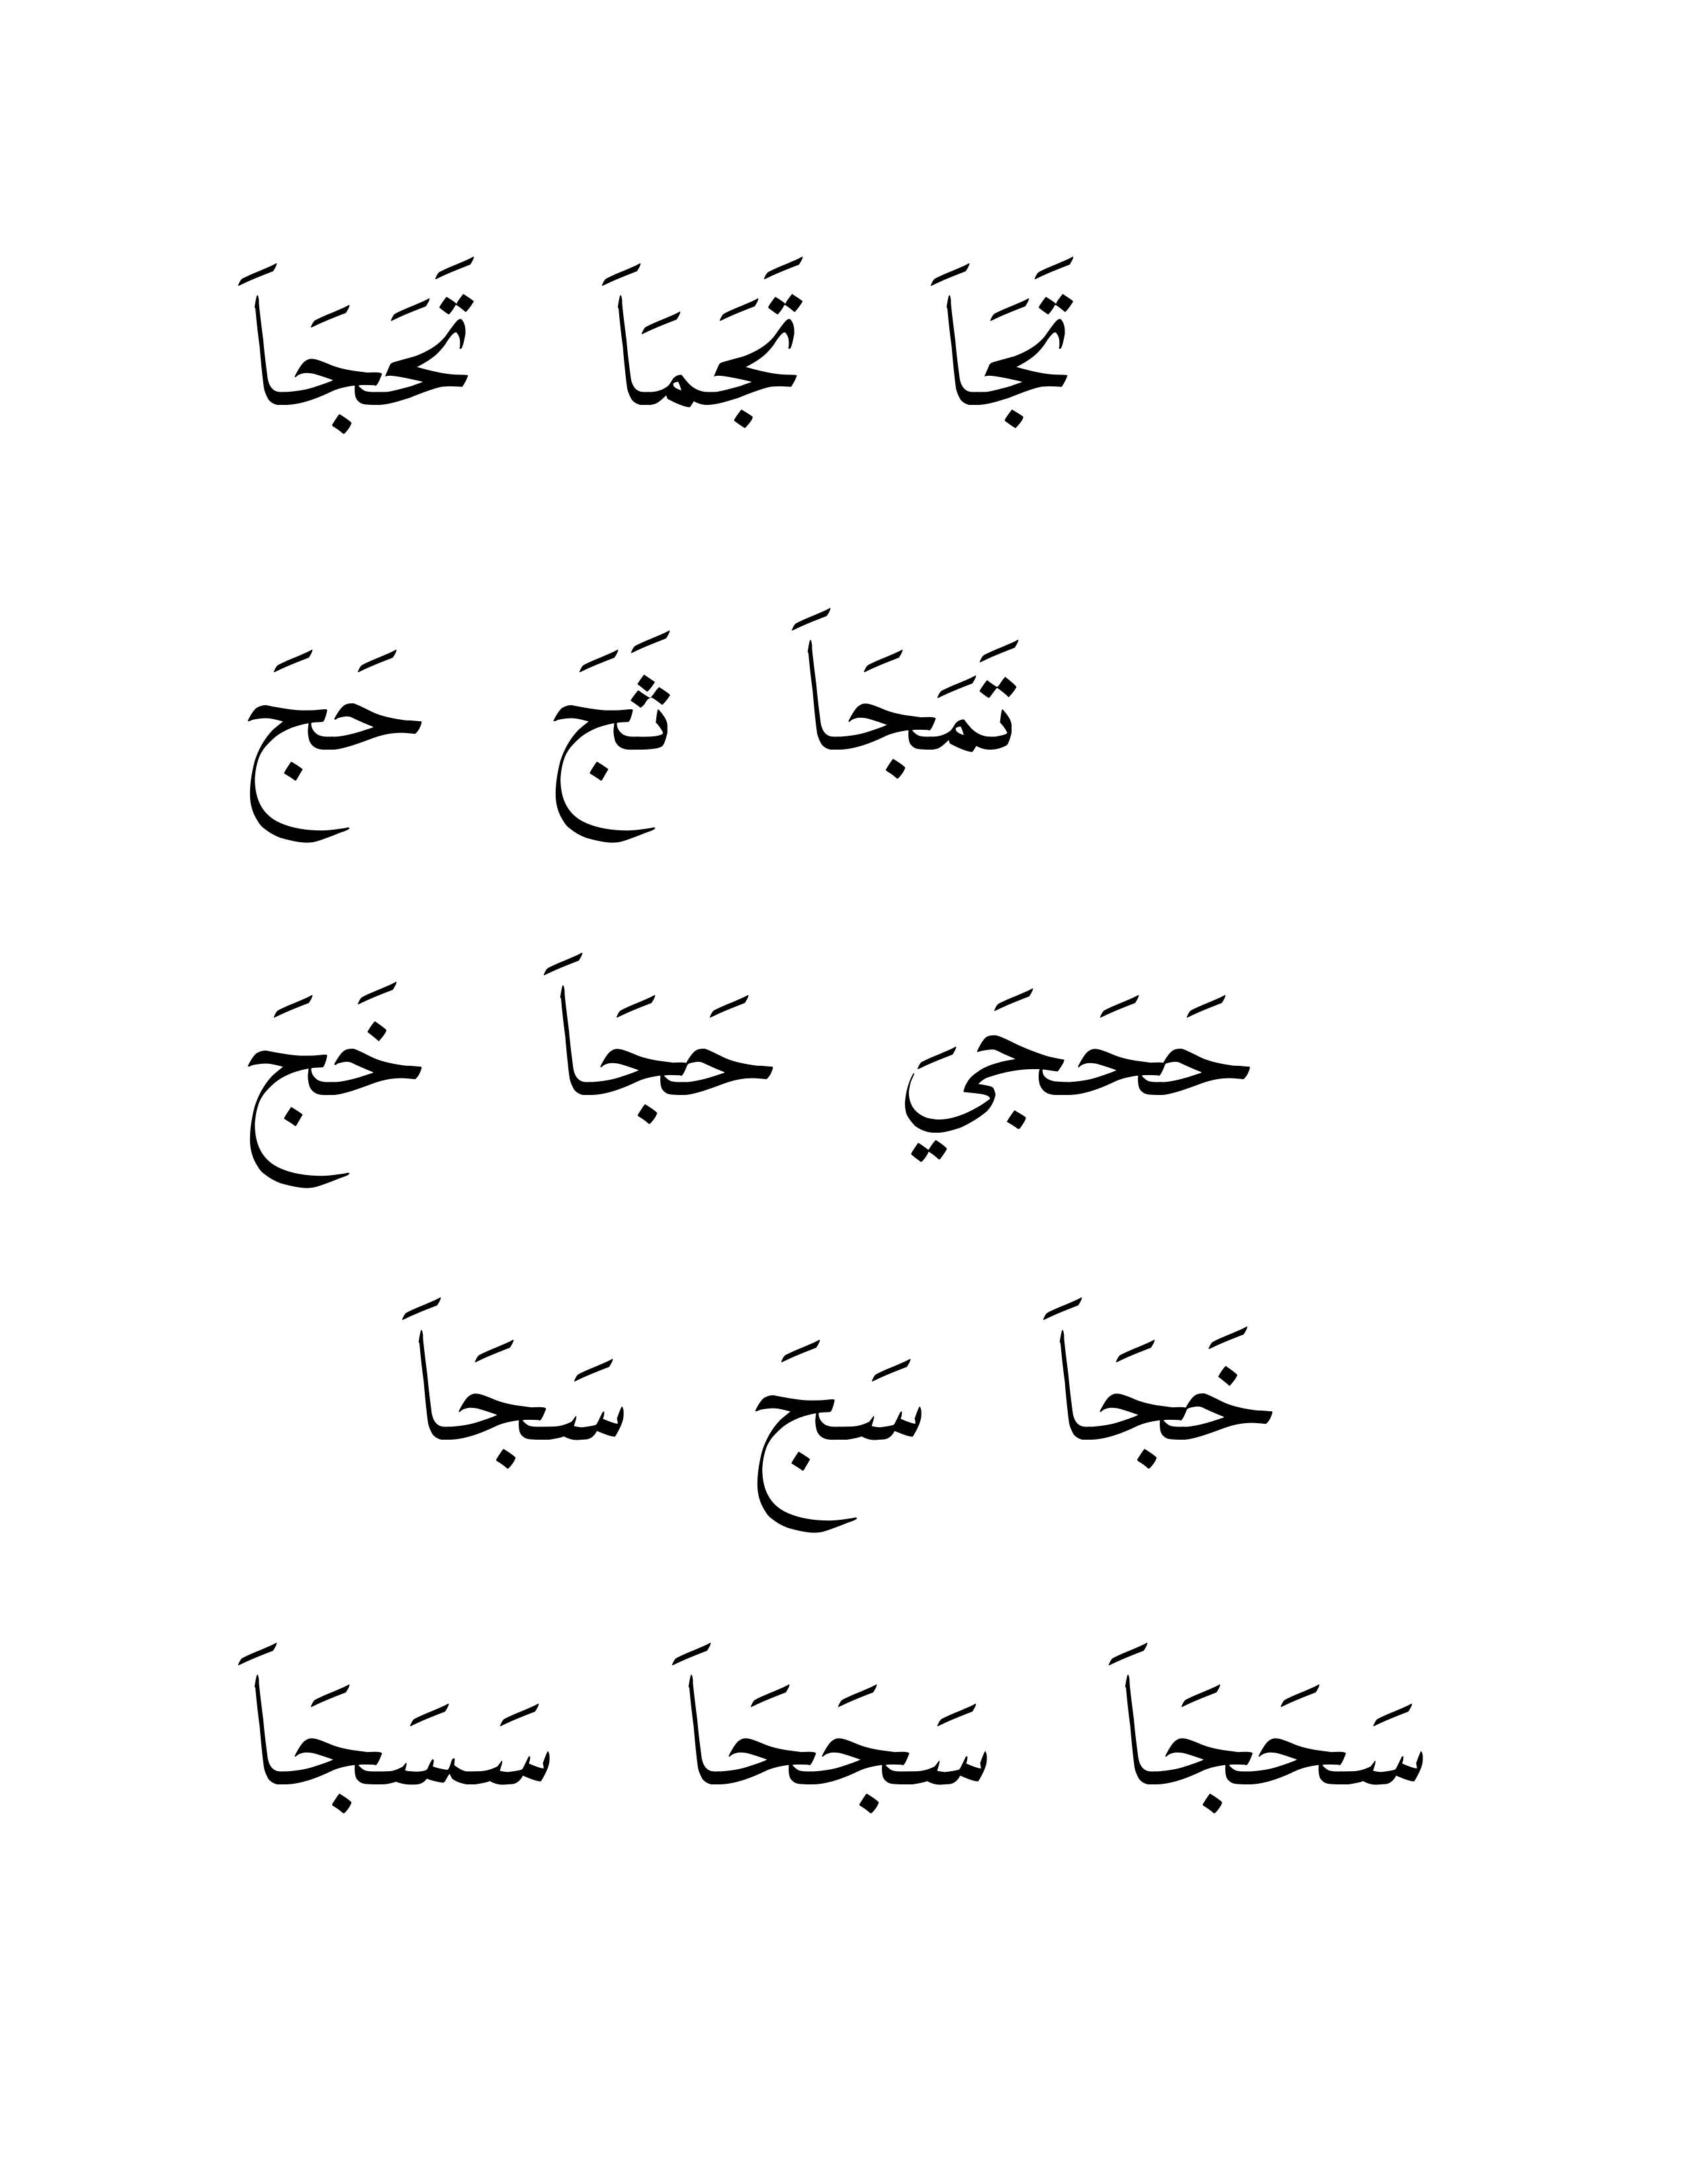 تَجَاَ تَجَمَاَ تَحَجَاَ
تَمَجَاَ ثَجَ حَجَ
حَحَجَيَ حَجَاَ خَجَ
خَجَاَ سَجَ سَجَاَ
سَحَجَاَ سَجَحَاَ سَسَجَاَ